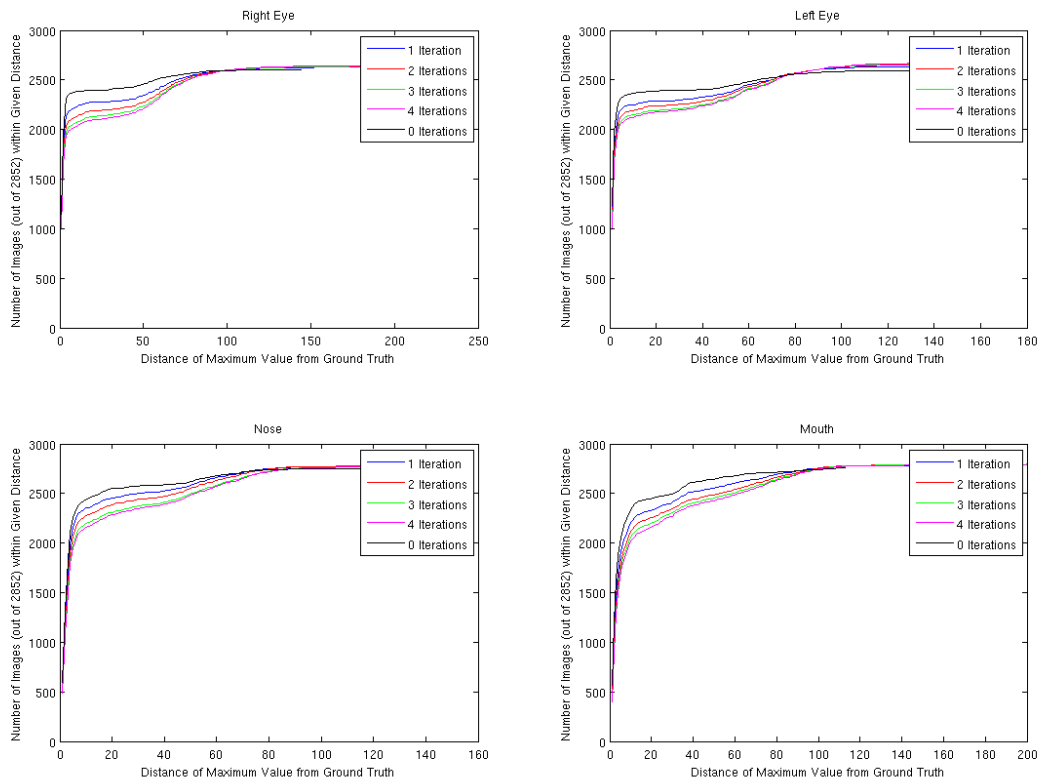 Right Eye
3000
2500
2000
1500
1000
500
0
Number of Images (out of 2852) within Given Distance
0 50 100 150 200 250
Distance of Maximum Value from Ground Truth
1 Iteration
2 Iterations
3 Iterations
4 Iterations
0 Iterations
Left Eye
3000
2500
2000
1500
1000
500
0
Number of Images (out of 2852) within Given Distance
0 20 40 60 80 100 120 140 160 180
Distance of Maximum Value from Ground Truth
1 Iteration
2 Iterations
3 Iterations
4 Iterations
0 Iterations
Nose
3000
2500
2000
1500
1000
500
0
Number of Images (out of 2852) within Given Distance
0 20 40 60 80 100 120 140 160
Distance of Maximum Value from Ground Truth
1 Iteration
2 Iterations
3 Iterations
4 Iterations
0 Iterations
Mouth
3000
2500
2000
1500
1000
500
0
Number of Images (out of 2852) within Given Distance
0 20 40 60 80 100 120 140 160 180 200
Distance of Maximum Value from Ground Truth
1 Iteration
2 Iterations
3 Iterations
4 Iterations
0 Iterations